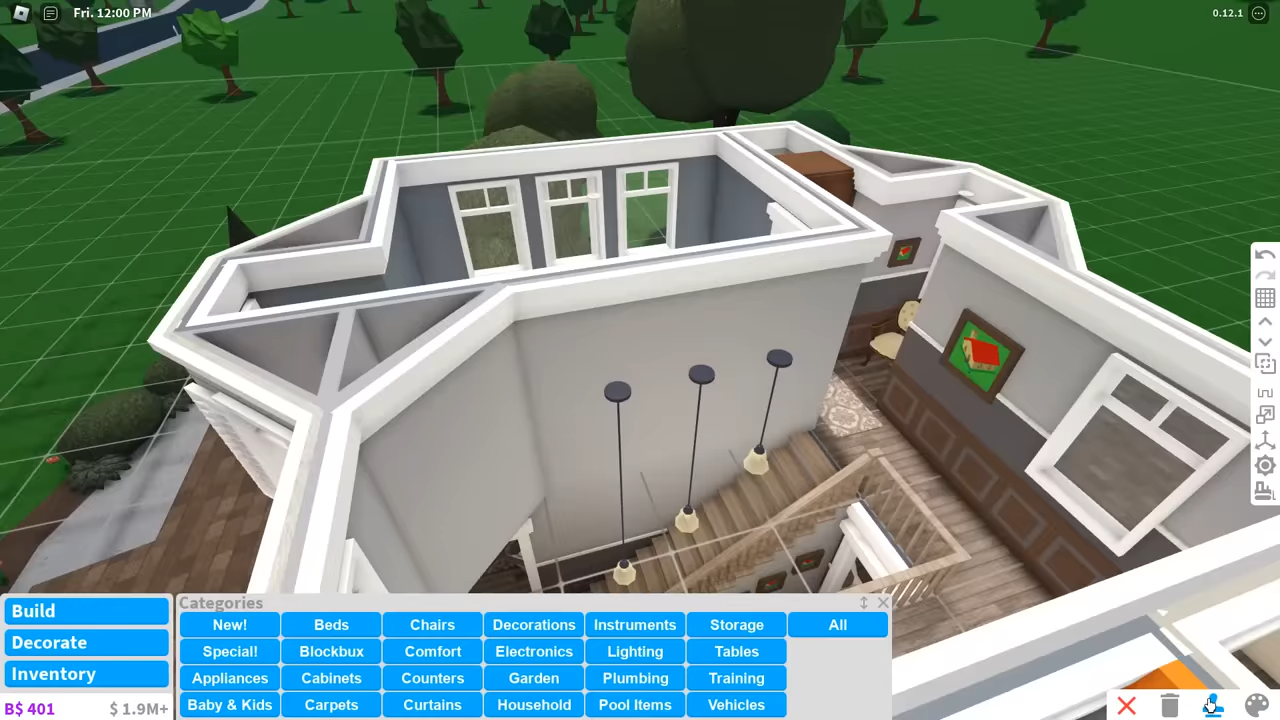 Fri. 12:00 PM
0.12.1
Build
Decorate
Inventory
B$ 401
$ 1.9M+
Categories
New!
Beds
Chairs
Decorations
Instruments
Storage
All
Special!
Blockbux
Comfort
Electronics
Lighting
Tables
Appliances
Cabinets
Counters
Garden
Plumbing
Training
Baby & Kids
Carpets
Curtains
Household
Pool Items
Vehicles